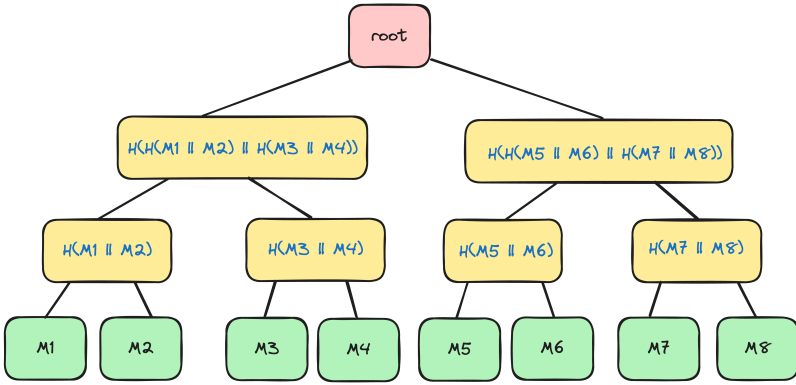 root
H(H(M1 || M2) || H(M3 || M4))
H(H(M5 || M6) || H(M7 || M8))
H(M1 || M2)
H(M3 || M4)
H(M5 || M6)
H(M7 || M8)
M1
M2
M3
M4
M5
M6
M7
M8